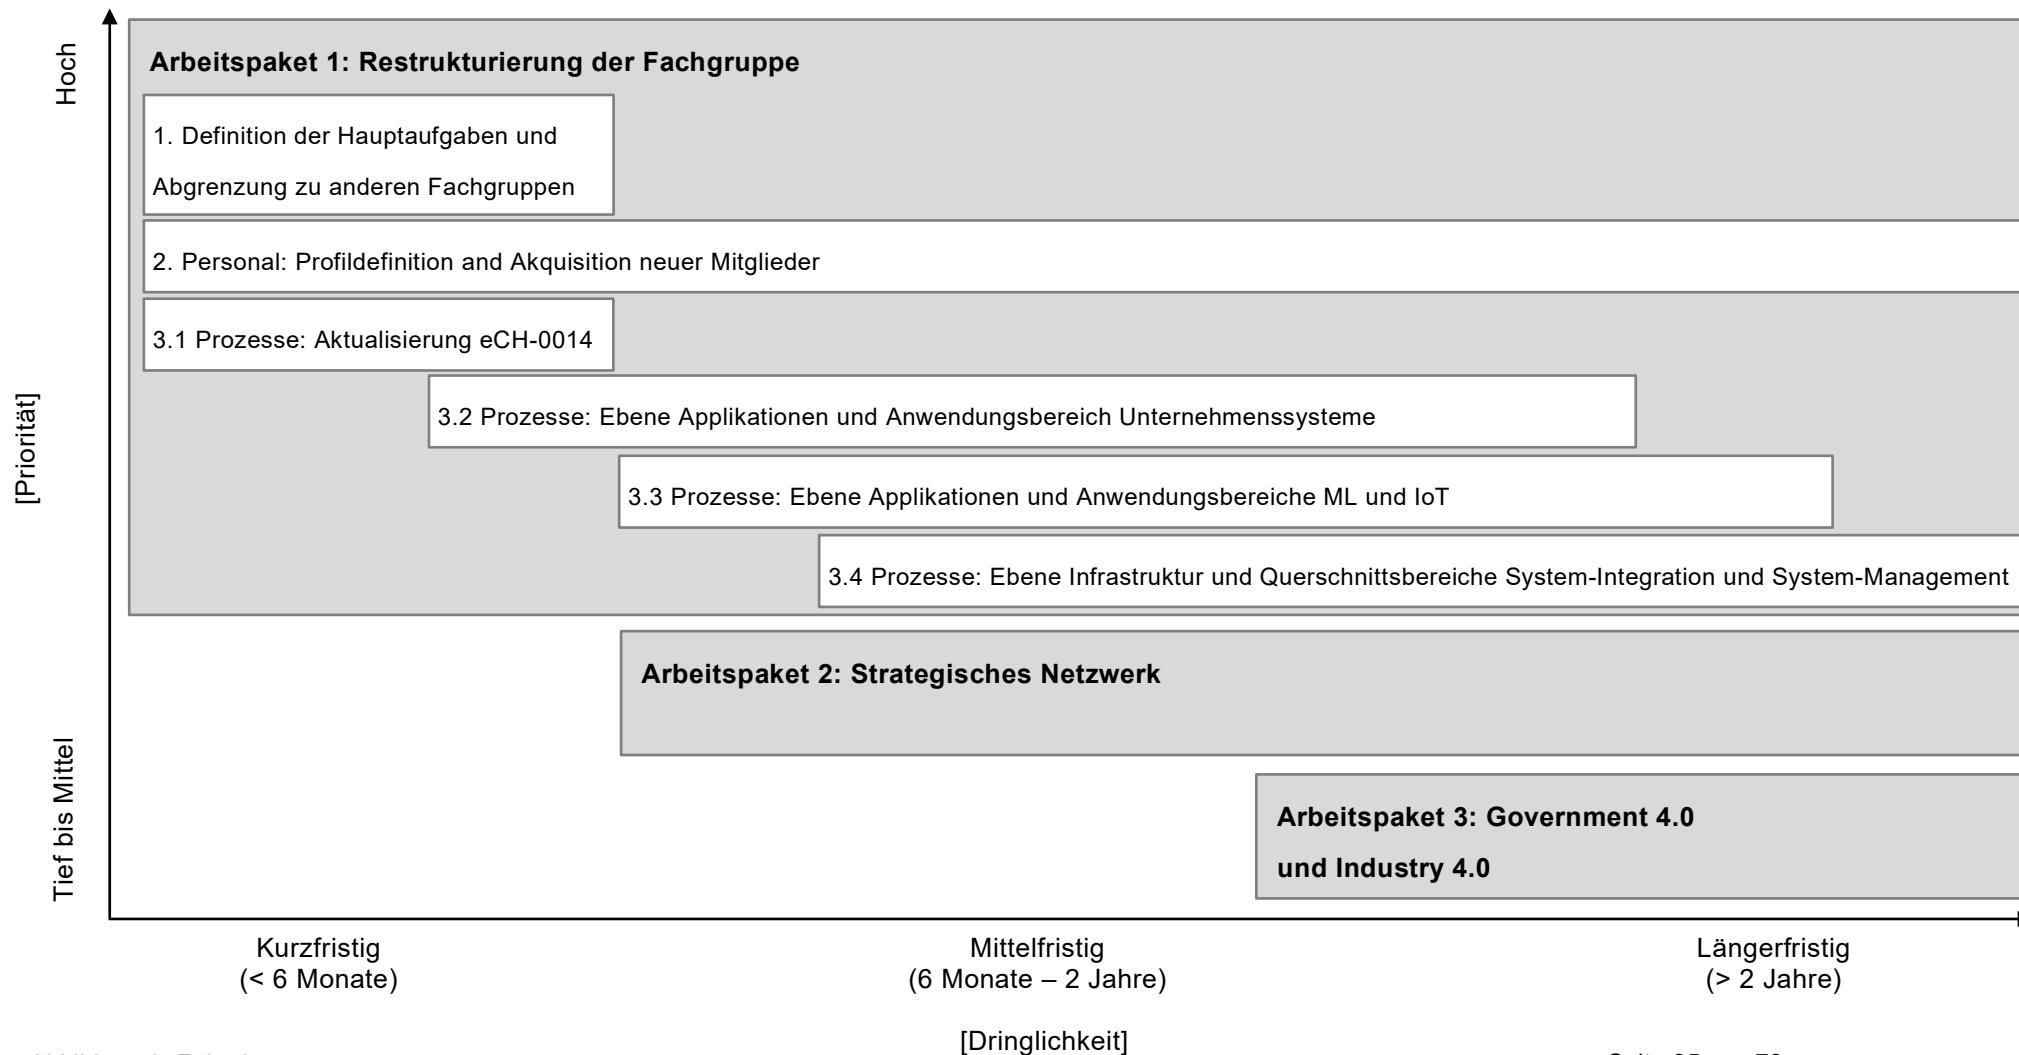 Hoch
[Priorität]
Tief bis Mittel
Arbeitspaket 1: Restrukturierung der Fachgruppe
1. Definition der Hauptaufgaben und
Abgrenzung zu anderen Fachgruppen
2. Personal: Profildefinition and Akquisition neuer Mitglieder
3.1 Prozesse: Aktualisierung eCH-0014
3.2 Prozesse: Ebene Applikationen und Anwendungsbereich Unternehmenssysteme
3.3 Prozesse: Ebene Applikationen und Anwendungsbereiche ML und IoT
3.4 Prozesse: Ebene Infrastruktur und Querschnittsbereiche System-Integration und System-Management
Arbeitspaket 2: Strategisches Netzwerk
Arbeitspaket 3: Government 4.0
und Industry 4.0
Kurzfristig
(< 6 Monate)
Mittelfristig
(6 Monate – 2 Jahre)
Längerfristig
(> 2 Jahre)
[Dringlichkeit]